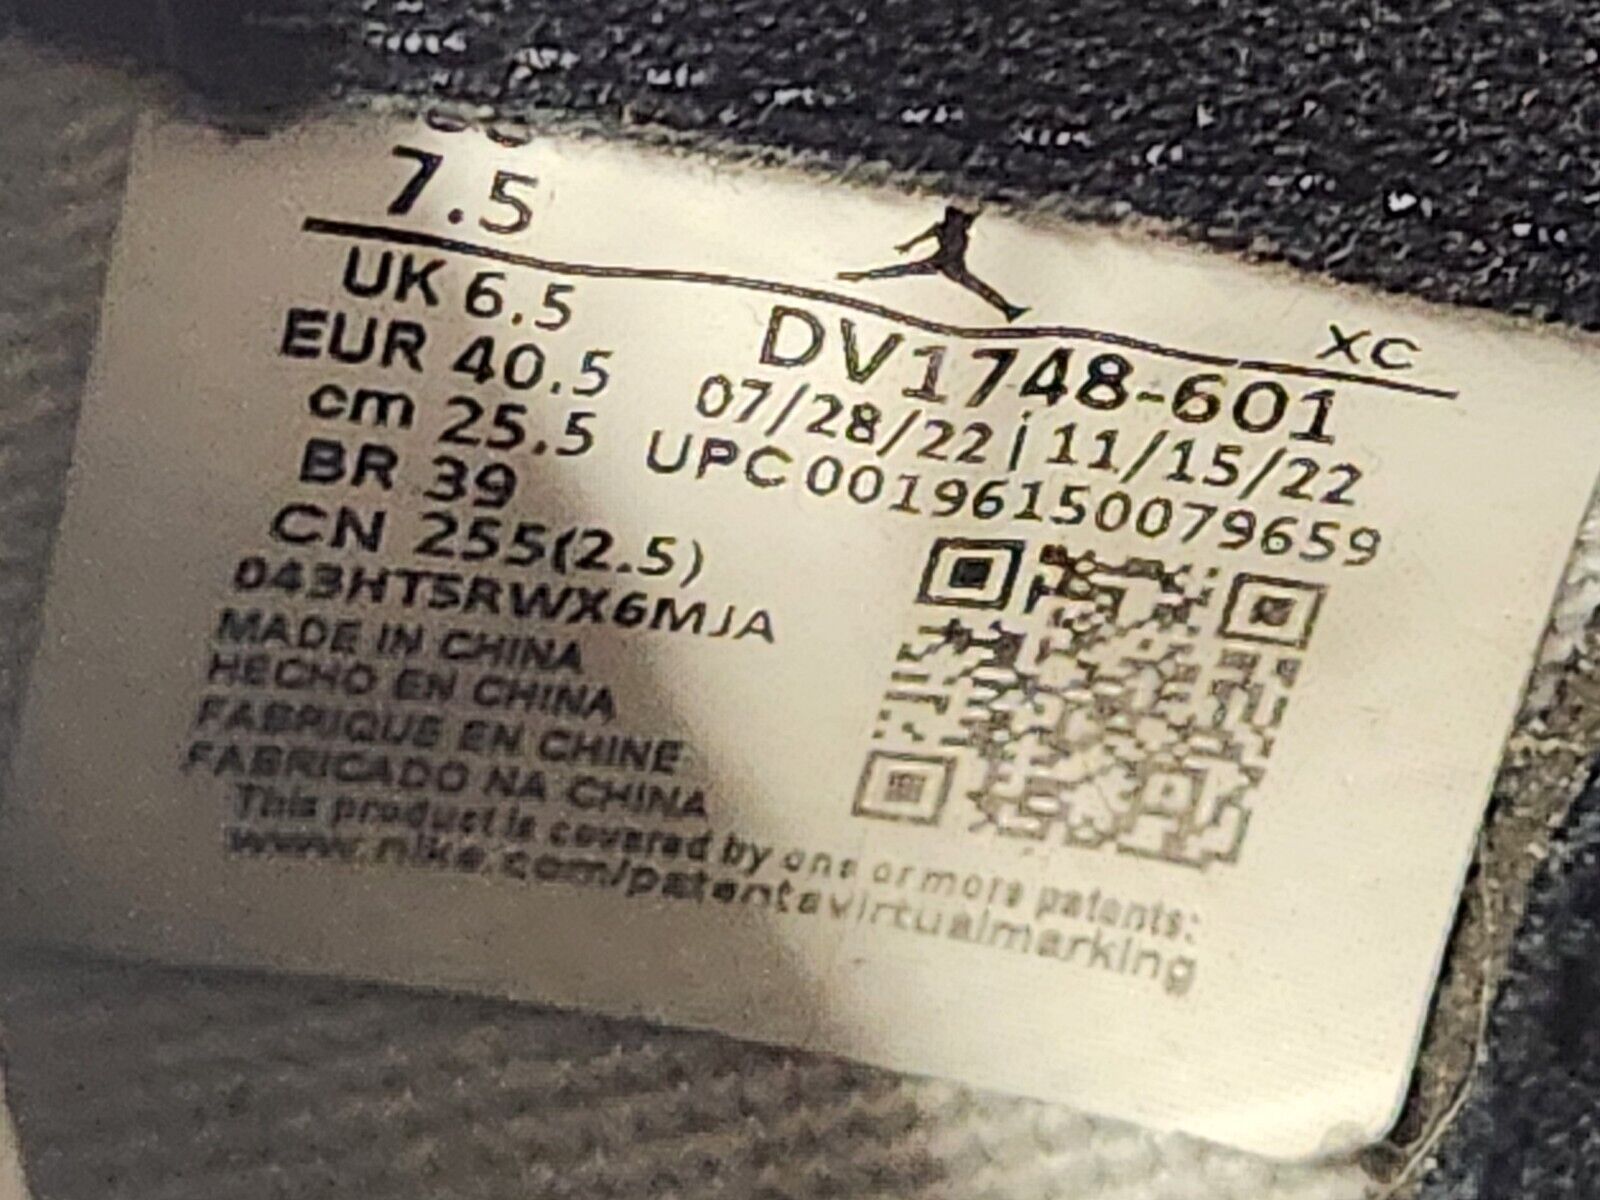 7.5
XC
UK 6.5
EUR 40.5
cm 25.5
BR 39
CN 255(2.5)
DV1748-601
07/28/22 | 11/15/22
UPC 00196150079659
043HT5RWX6MJA
MADE IN CHINA
HECHO EN CHINA
FABRIQUE EN CHINE
FABRICADO NA CHINA
This product is covered by one or more patents:
www.nike.com/patentsvirtualmarking